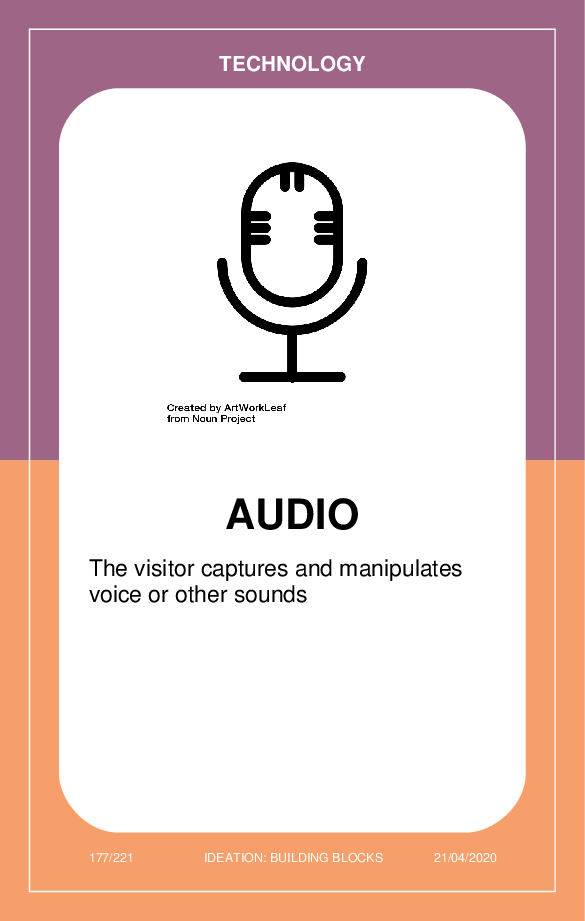 TECHNOLOGY
Created by ArtWorkLeaf
from Noun Project
AUDIO
The visitor captures and manipulates
voice or other sounds
177/221 IDEATION: BUILDING BLOCKS 21/04/2020